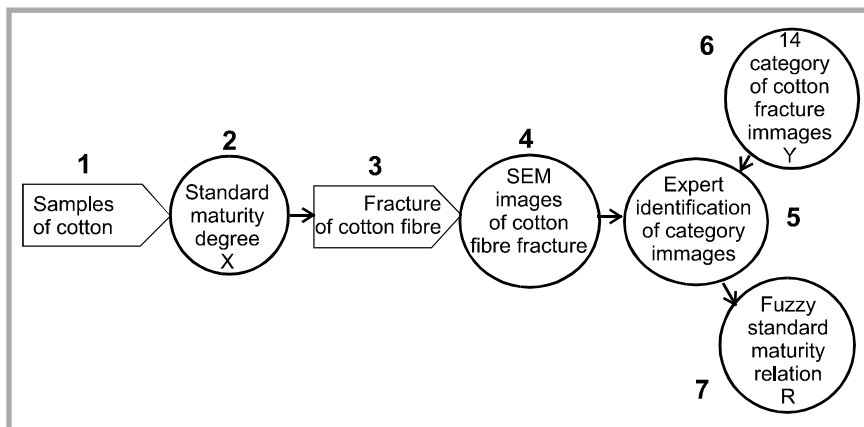 1
Samples
of cotton
2
Standard
maturity
degree
X
3
Fracture
of cotton fibre
4
SEM
images
of cotton
fibre fracture
5
Expert
identification
of category
immages
6
14
category
of cotton
fracture
immages
Y
7
Fuzzy
standard
maturity
relation
R